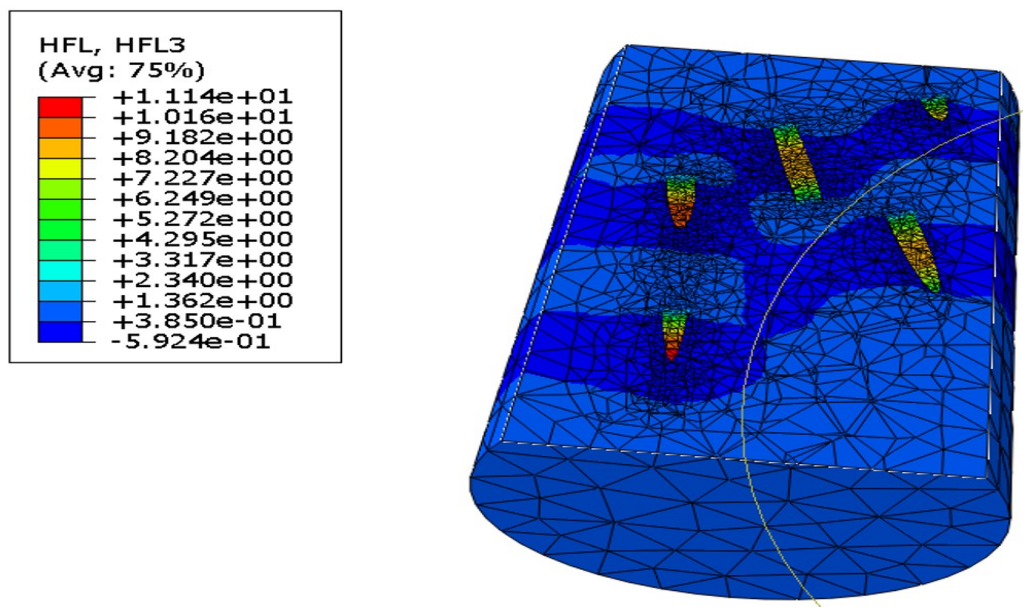 HFL, HFL3
(Avg: 75%)
+1.114e+01
+1.016e+01
+9.182e+00
+8.204e+00
+7.227e+00
+6.249e+00
+5.272e+00
+4.295e+00
+3.317e+00
+2.340e+00
+1.362e+00
+3.850e-01
-5.924e-01